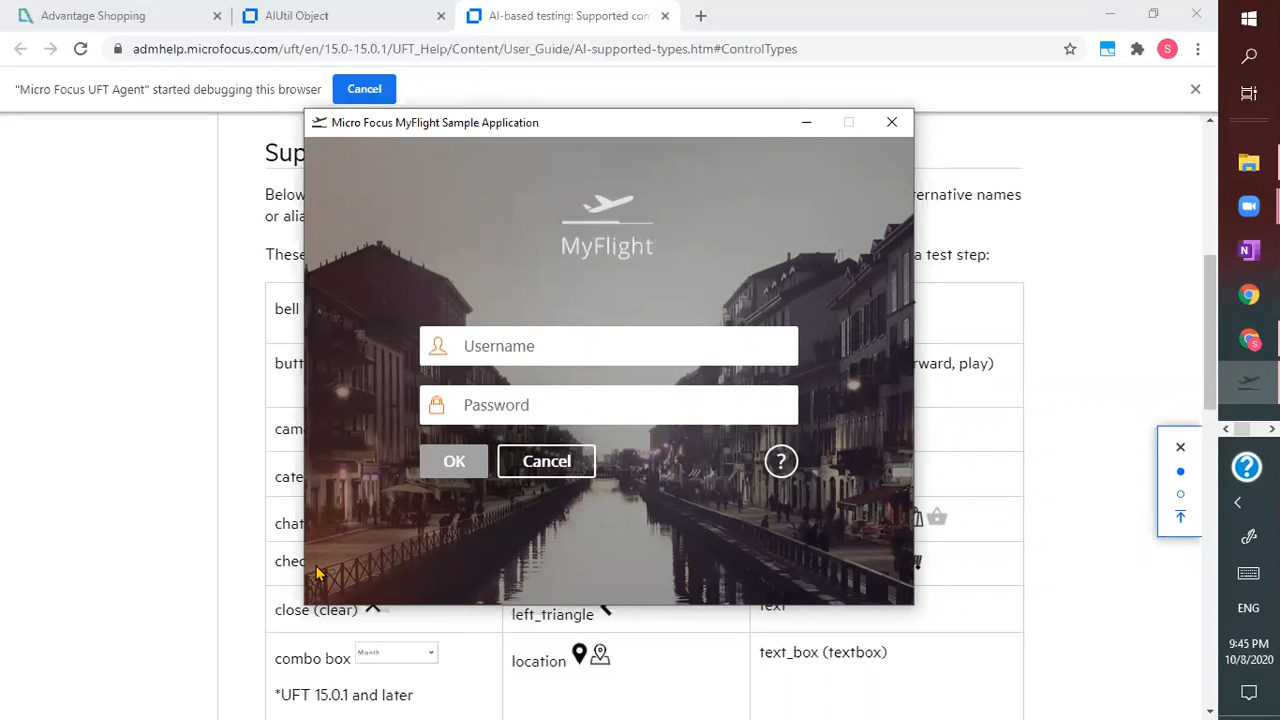 Advantage Shopping
AIUtil Object
AI-based testing: Supported con
admhelp.microfocus.com/uft/en/15.0-15.0.1/UFT_Help/Content/User_Guide/AI-supported-types.htm#ControlTypes
S
"Micro Focus UFT Agent" started debugging this browser
Cancel
Micro Focus MyFlight Sample Application
Sup
Below
ernative names
or alia
These
a test step:
MyFlight
bell
Username
butt
ward, play)
Password
cam
OK
Cancel
?
cate
chat
chec
close (clear)
left_triangle
text
combo box
Month
location
text_box (textbox)
*UFT 15.0.1 and later
N
S
?
ENG
9:45 PM
10/8/2020